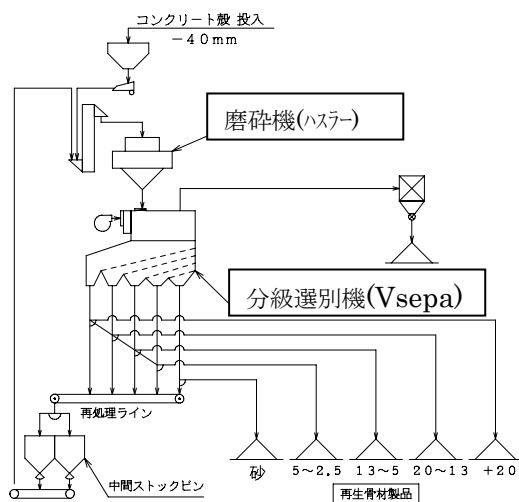 コンクリート殻 投入
－40mm
磨砕機(ハスラー)
分級選別機(Vsepa)
再処理ライン
中間ストックビン
砂 5～2.5 13～5 20～13 +20
再生骨材製品